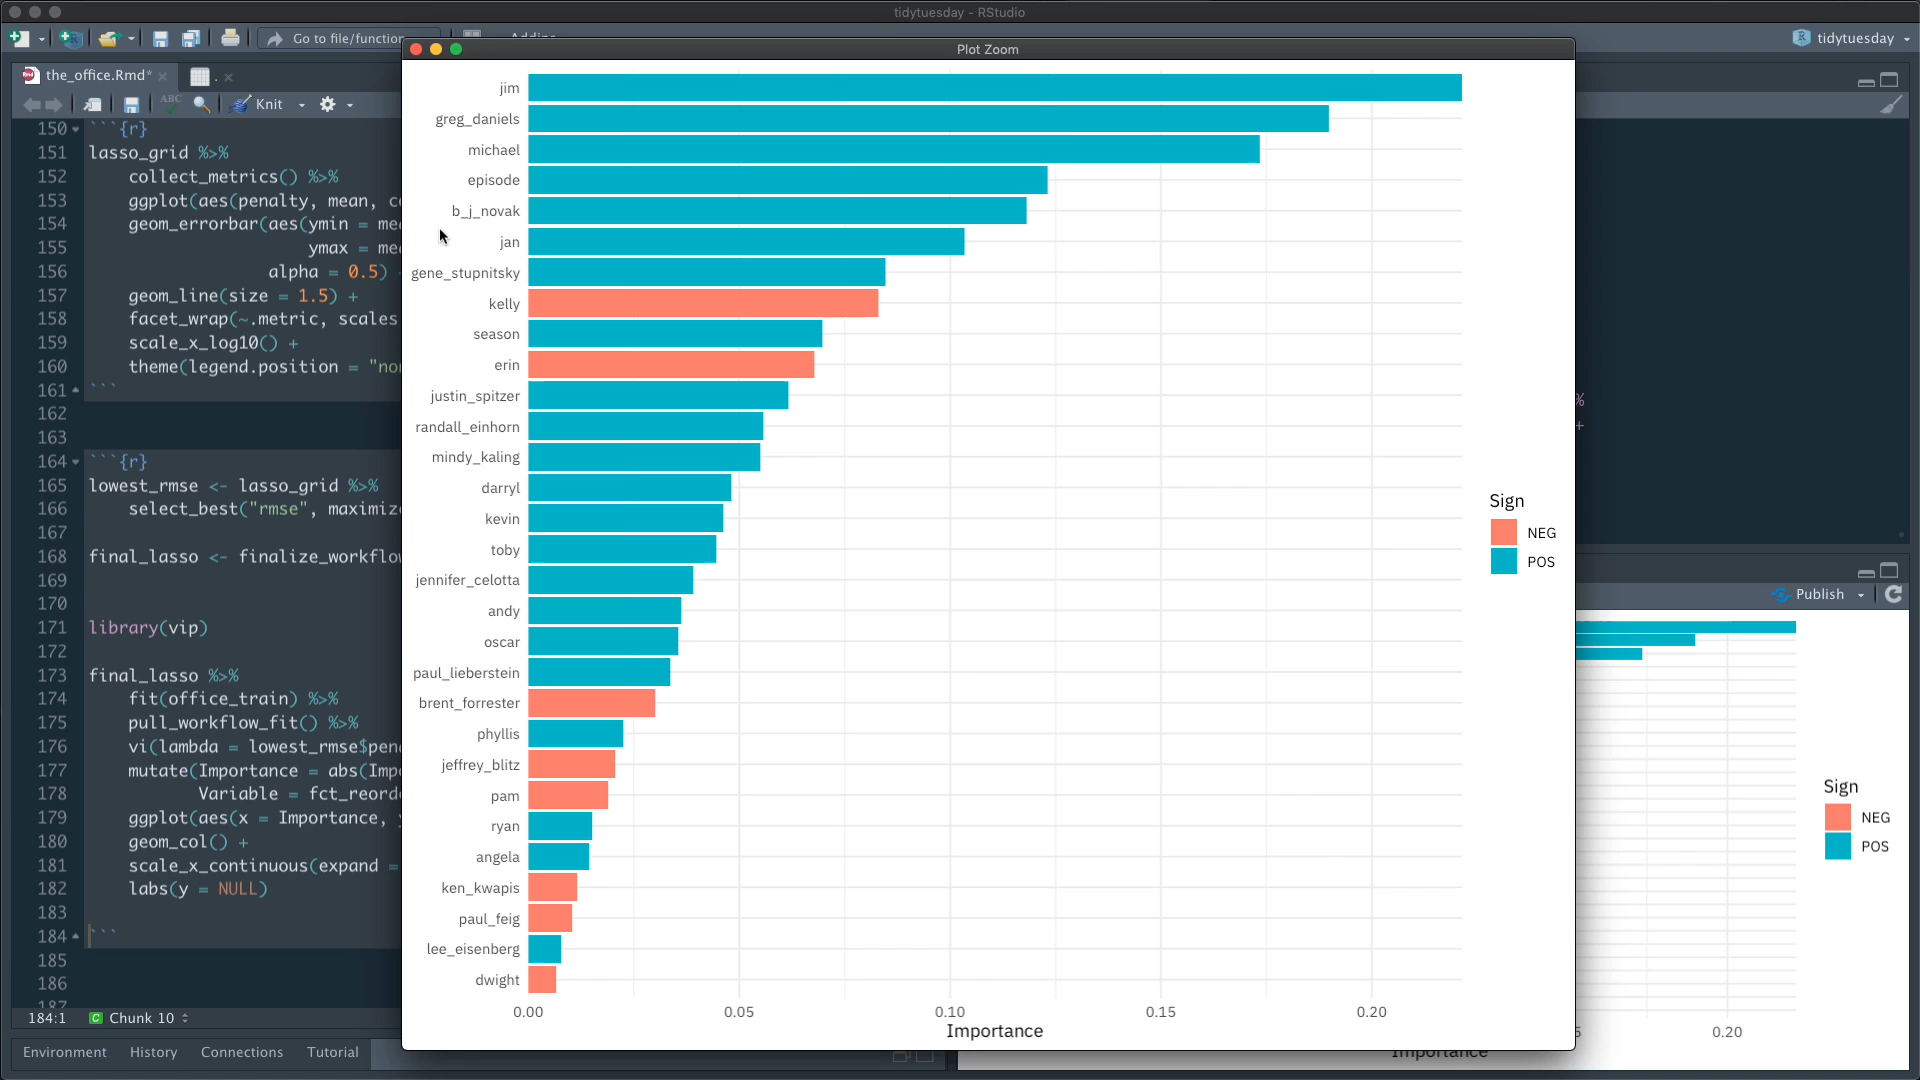 tidytuesday - RStudio
Go to file/function
Addins
tidytuesday
the_office.Rmd*
.
ABC
Knit
150 ```{r}
151 lasso_grid %>%
152 collect_metrics() %>%
153 ggplot(aes(penalty, mean, c
154 geom_errorbar(aes(ymin = me
155 ymax = me
156 alpha = 0.5)
157 geom_line(size = 1.5) +
158 facet_wrap(~.metric, scales
159 scale_x_log10() +
160 theme(legend.position = "no
161 ```
162
163
164 ```{r}
165 lowest_rmse <- lasso_grid %>%
166 select_best("rmse", maximiz
167
168 final_lasso <- finalize_workflow
169
170
171 library(vip)
172
173 final_lasso %>%
174 fit(office_train) %>%
175 pull_workflow_fit() %>%
176 vi(lambda = lowest_rmse$pen
177 mutate(Importance = abs(Imp
178 Variable = fct_reord
179 ggplot(aes(x = Importance,
180 geom_col() +
181 scale_x_continuous(expand =
182 labs(y = NULL)
183
184 ```
185
186
187
184:1 C Chunk 10
Environment History Connections Tutorial
Plot Zoom
jim
greg_daniels
michael
episode
b_j_novak
jan
gene_stupnitsky
kelly
season
erin
justin_spitzer
randall_einhorn
mindy_kaling
darryl
kevin
toby
jennifer_celotta
andy
oscar
paul_lieberstein
brent_forrester
phyllis
jeffrey_blitz
pam
ryan
angela
ken_kwapis
paul_feig
lee_eisenberg
dwight
0.00 0.05 0.10 0.15 0.20
Importance
Sign
NEG
POS
%
+
Publish
Sign
NEG
POS
0.20
Importance